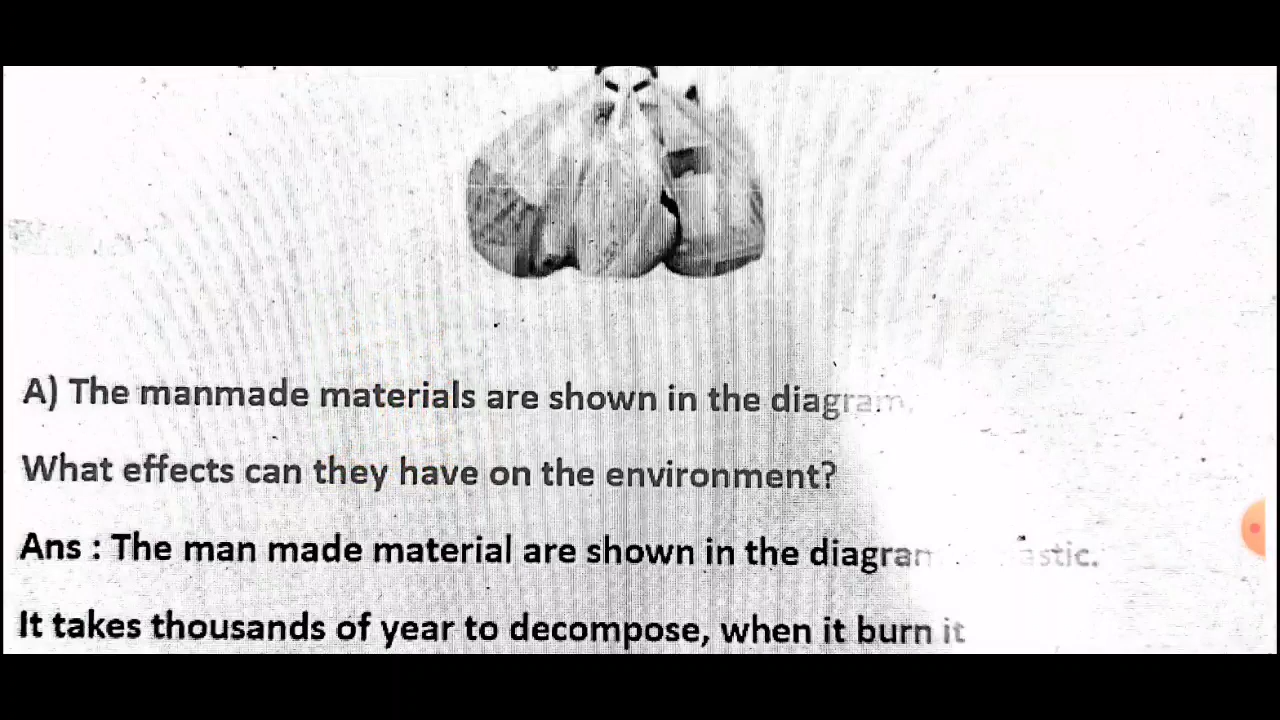 A) The manmade materials are shown in the diagram.
What effects can they have on the environment?
Ans : The man made material are shown in the diagram
It takes thousands of year to decompose, when it burn it